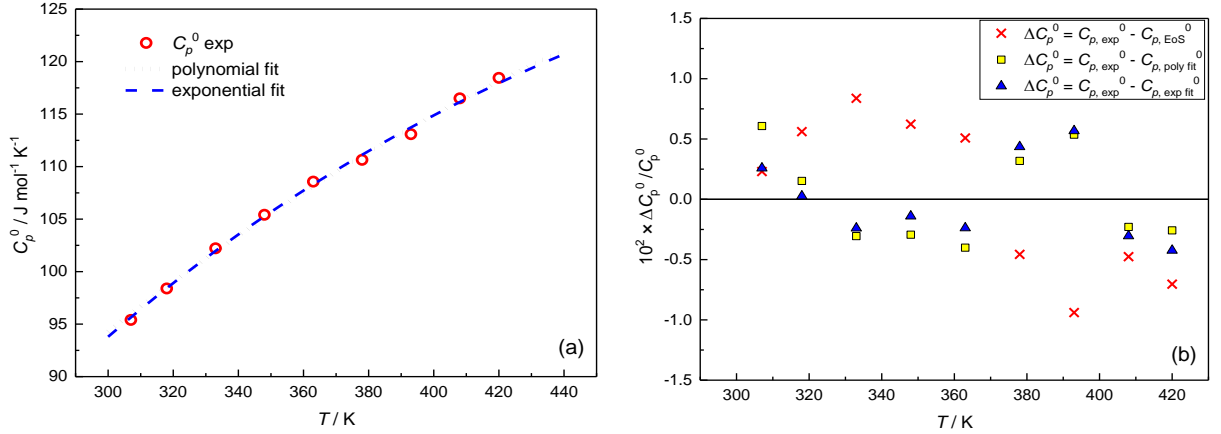 125
120
115
110
105
100
95
90
C_p^0 / J mol^-1 K^-1
C_p^0 exp
polynomial fit
exponential fit
(a)
300 320 340 360 380 400 420 440
T / K
1.5
1.0
0.5
0.0
-0.5
-1.0
-1.5
10^2 × ΔC_p^0/C_p^0
ΔC_p^0 = C_p, exp^0 - C_p, EoS^0
ΔC_p^0 = C_p, exp^0 - C_p, poly fit^0
ΔC_p^0 = C_p, exp^0 - C_p, exp fit^0
(b)
300 320 340 360 380 400 420
T / K